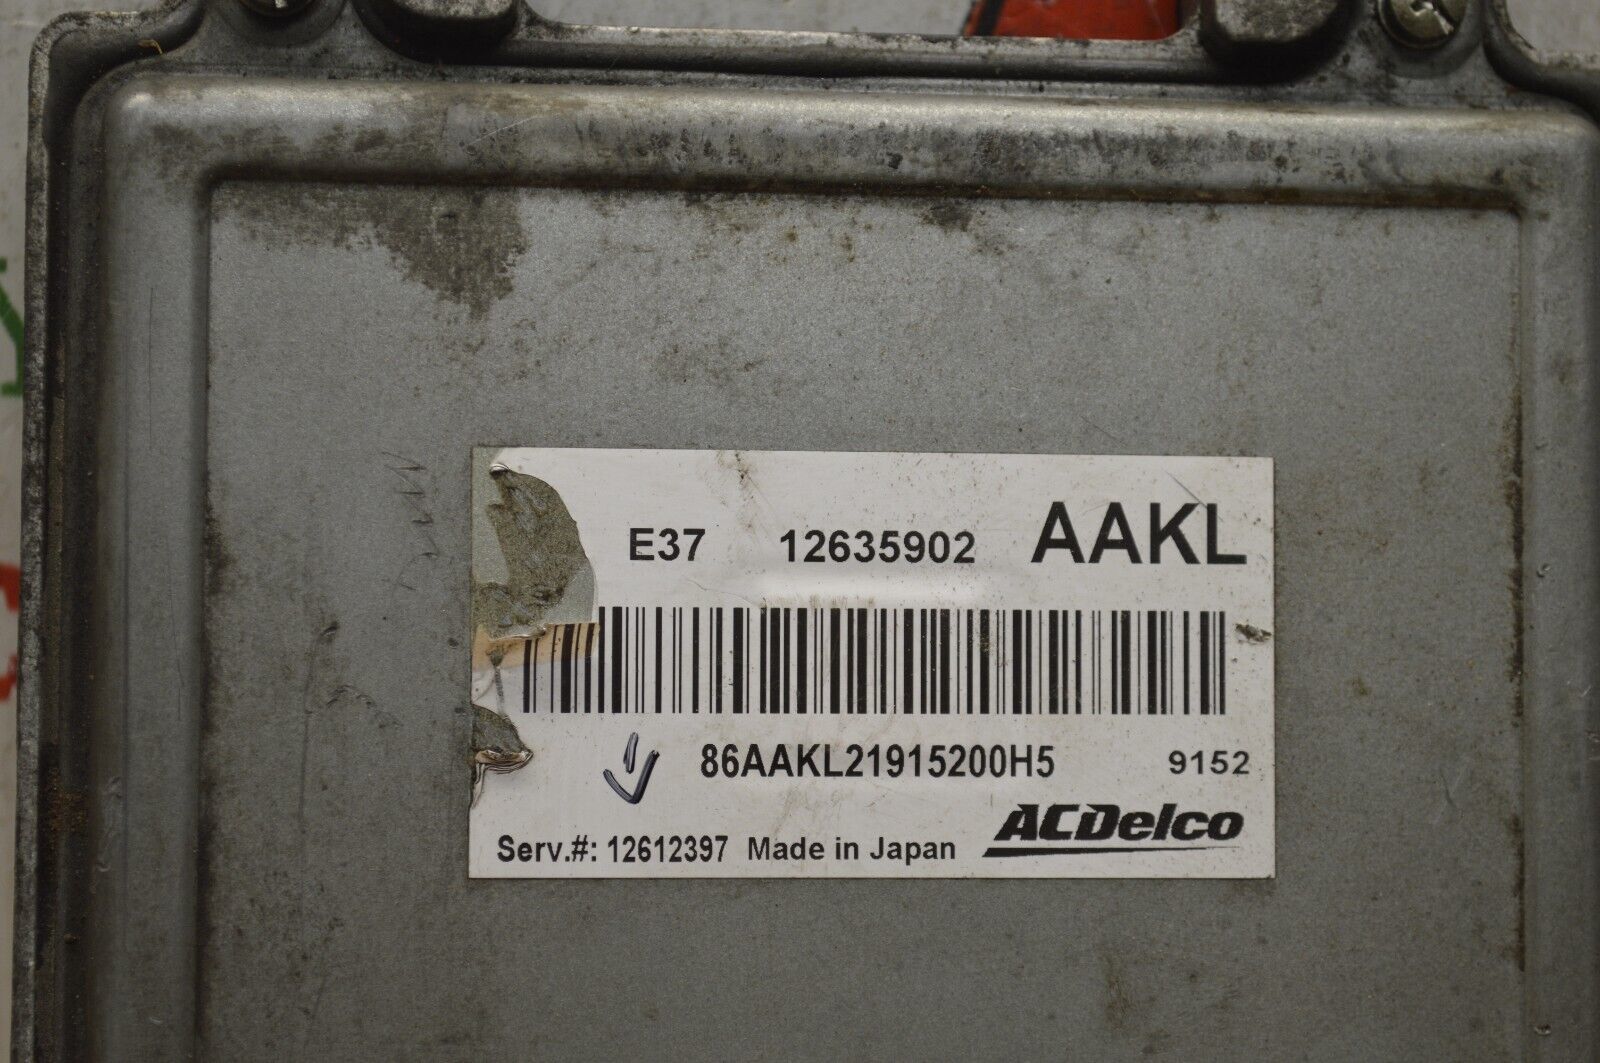 E37 12635902 AAKL
86AAKL21915200H5 9152
ACDelco
Serv.#: 12612397 Made in Japan